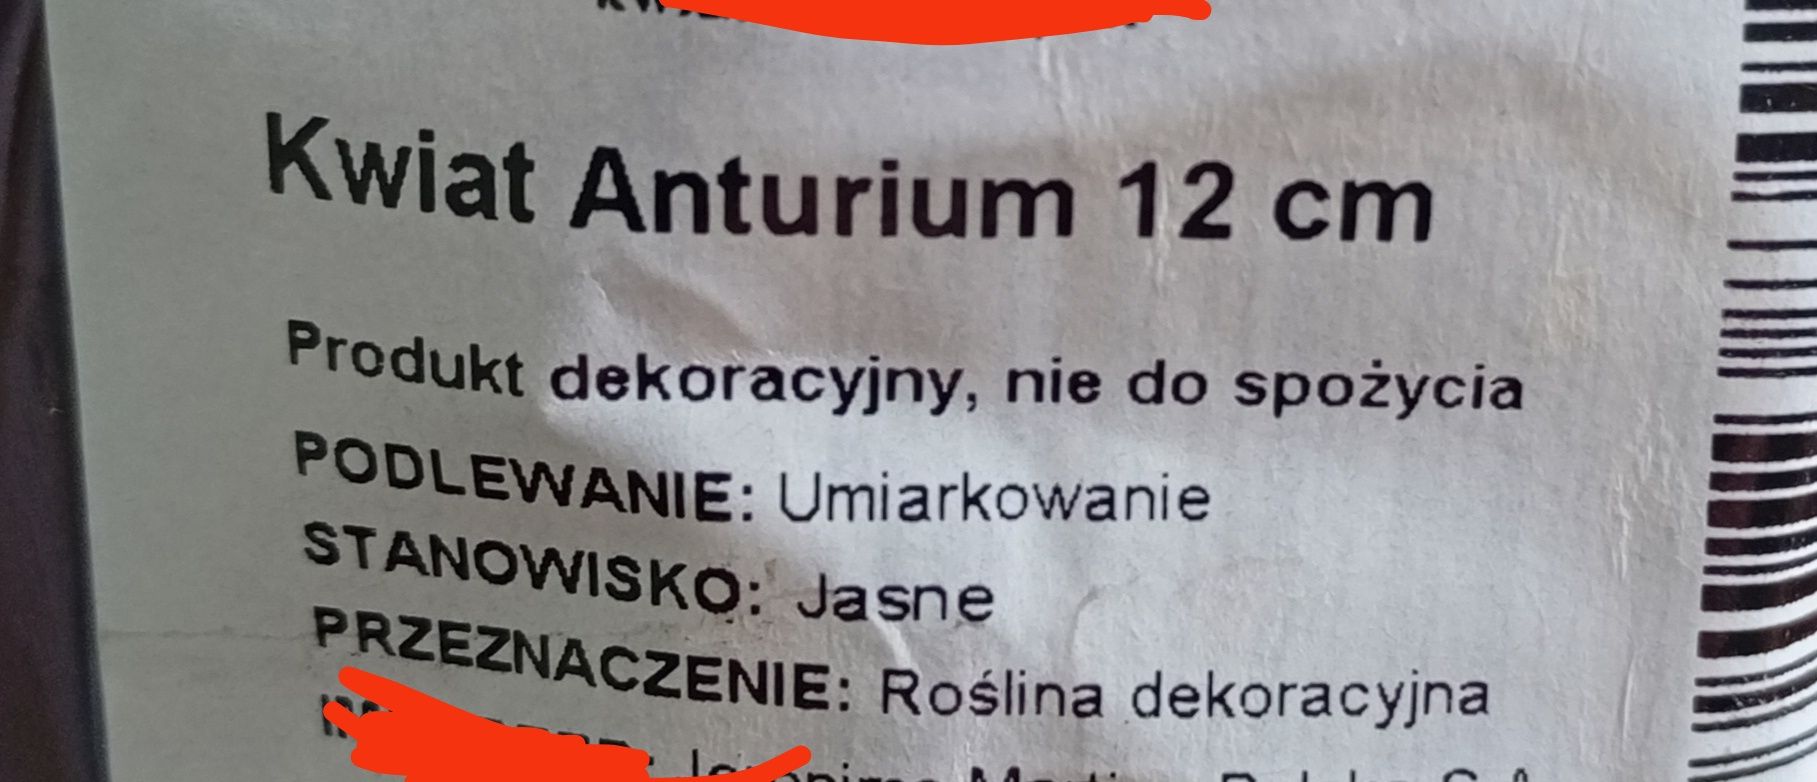 Kwiat Anturium 12 cm
Produkt dekoracyjny, nie do spożycia
PODLEWANIE: Umiarkowanie
STANOWISKO: Jasne
PRZEZNACZENIE: Roślina dekoracyjna